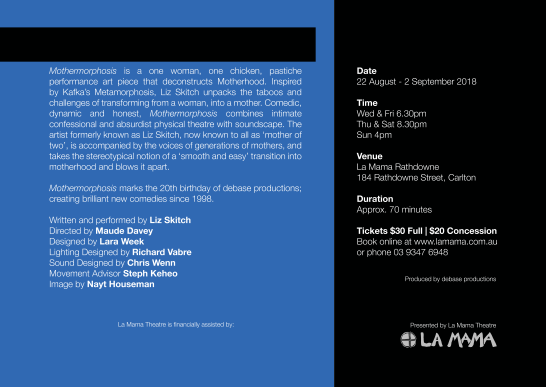 Mothermorphosis is a one woman, one chicken, pastiche
performance art piece that deconstructs Motherhood. Inspired
by Kafka's Metamorphosis, Liz Skitch unpacks the taboos and
challenges of transforming from a woman, into a mother. Comedic,
dynamic and honest, Mothermorphosis combines intimate
confessional and absurdist physical theatre with soundscape. The
artist formerly known as Liz Skitch, now known to all as 'mother of
two', is accompanied by the voices of generations of mothers, and
takes the stereotypical notion of a 'smooth and easy' transition into
motherhood and blows it apart.
Mothermorphosis marks the 20th birthday of debase productions;
creating brilliant new comedies since 1998.
Written and performed by Liz Skitch
Directed by Maude Davey
Designed by Lara Week
Lighting Designed by Richard Vabre
Sound Designed by Chris Wenn
Movement Advisor Steph Keheo
Image by Nayt Houseman
La Mama Theatre is financially assisted by:
Date
22 August - 2 September 2018
Time
Wed & Fri 6.30pm
Thu & Sat 8.30pm
Sun 4pm
Venue
La Mama Rathdowne
184 Rathdowne Street, Carlton
Duration
Approx. 70 minutes
Tickets $30 Full | $20 Concession
Book online at www.lamama.com.au
or phone 03 9347 6948
Produced by debase productions
Presented by La Mama Theatre
LA MAMA